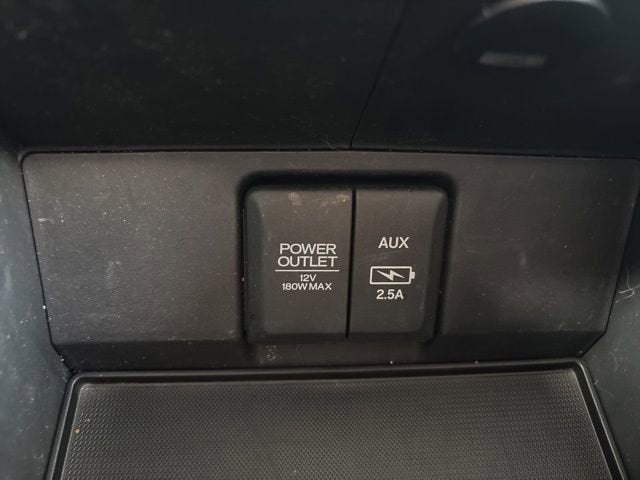 POWER
OUTLET
12V
180W MAX
AUX
2.5A